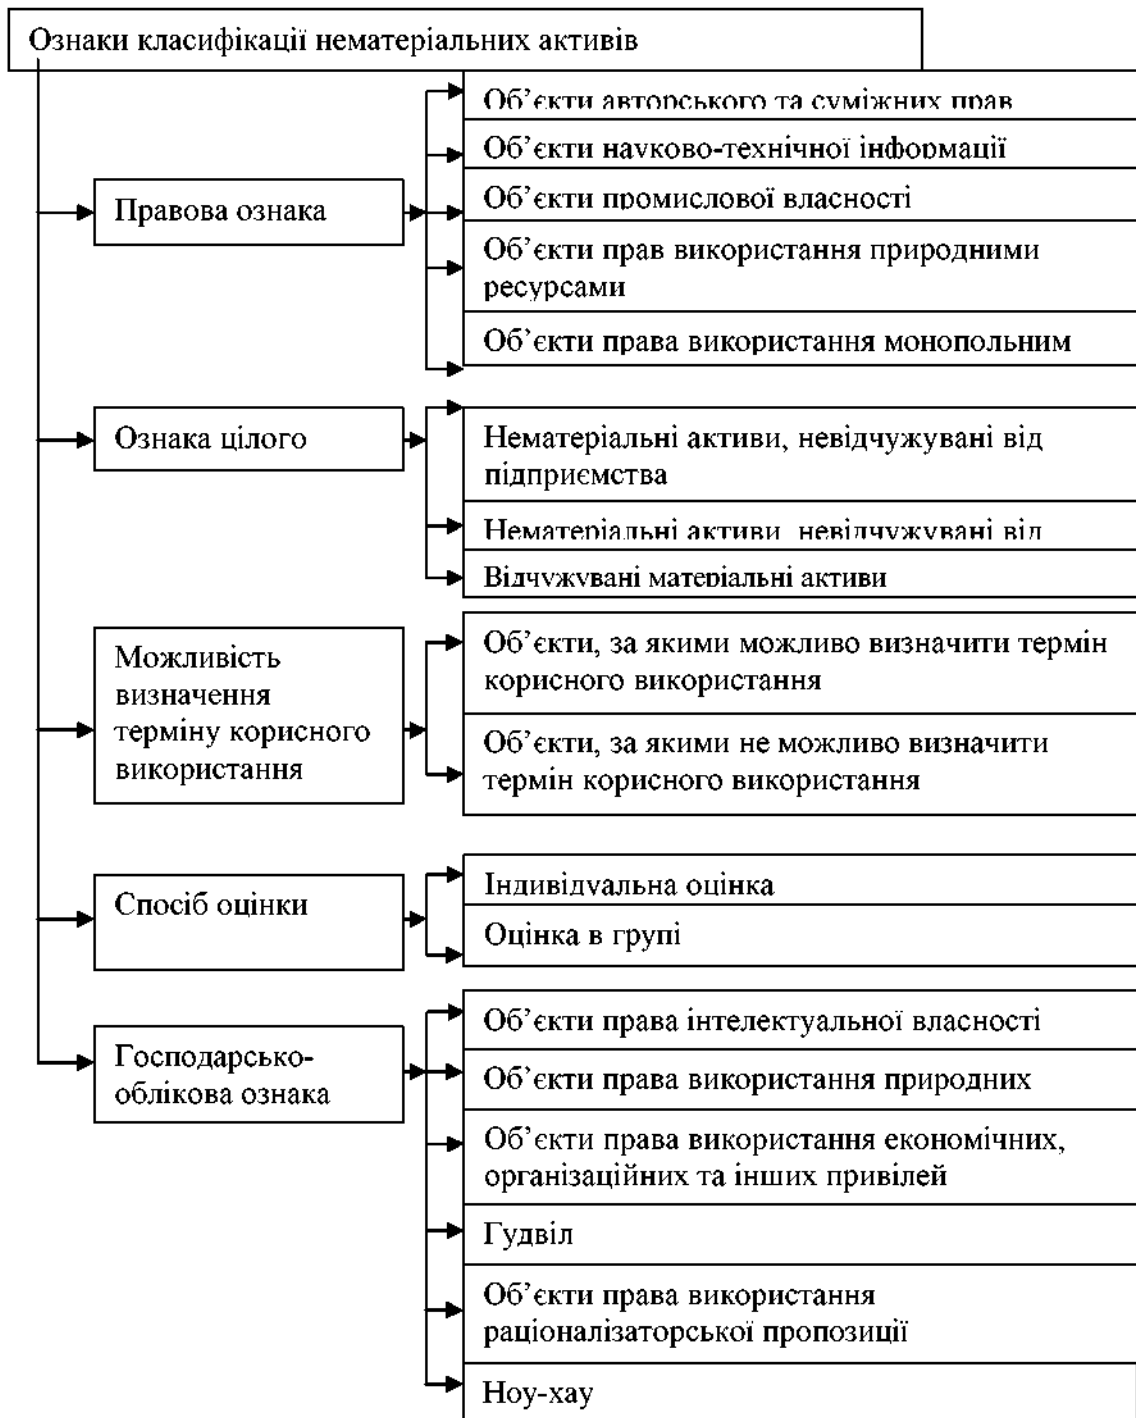 Ознаки класифікації нематеріальних активів
Об’єкти авторського та суміжних прав
Об’єкти науково-технічної інформації
Правова ознака
Об’єкти промислової власності
Об’єкти прав використання природними
ресурсами
Об’єкти права використання монопольним
Ознака цілого
Нематеріальні активи, невідчужувані від
підприємства
Нематеріальні активи невідчужувані від
Відчужувані матеріальні активи
Можливість
визначення
терміну корисного
використання
Об’єкти, за якими можливо визначити термін
корисного використання
Об’єкти, за якими не можливо визначити
термін корисного використання
Спосіб оцінки
Індивідуальна оцінка
Оцінка в групі
Господарсько-
облікова ознака
Об’єкти права інтелектуальної власності
Об’єкти права використання природних
Об’єкти права використання економічних,
організаційних та інших привілей
Гудвіл
Об’єкти права використання
раціоналізаторської пропозиції
Ноу-хау